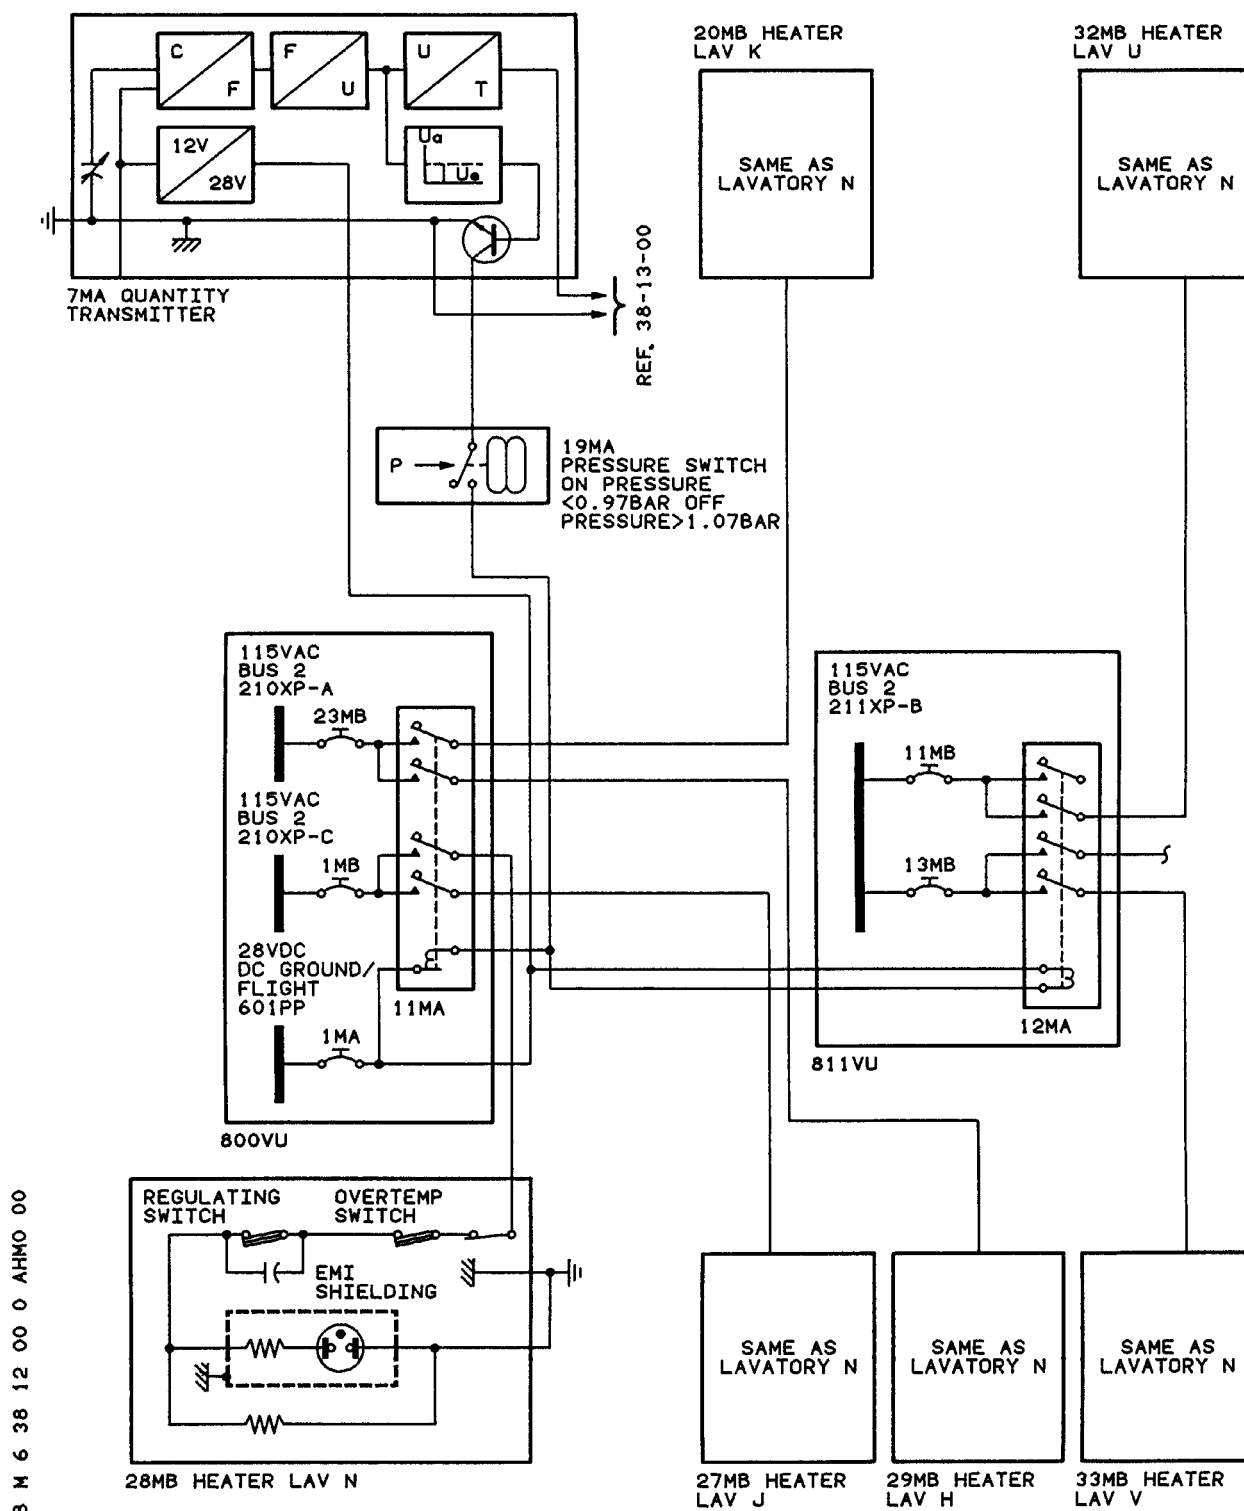 20MB HEATER
LAV K
32MB HEATER
LAV U
C
F
F
U
U
T
12V
28V
Ua
Ue
SAME AS
LAVATORY N
SAME AS
LAVATORY N
7MA QUANTITY
TRANSMITTER
REF. 38-13-00
P
19MA
PRESSURE SWITCH
ON PRESSURE
<0.97BAR OFF
PRESSURE>1.07BAR
115VAC
BUS 2
210XP-A
23MB
115VAC
BUS 2
210XP-C
1MB
28VDC
DC GROUND/
FLIGHT
601PP
11MA
1MA
800VU
115VAC
BUS 2
211XP-B
11MB
13MB
12MA
811VU
REGULATING
SWITCH
OVERTEMP
SWITCH
EMI
SHIELDING
28MB HEATER LAV N
SAME AS
LAVATORY N
SAME AS
LAVATORY N
SAME AS
LAVATORY N
27MB HEATER
LAV J
29MB HEATER
LAV H
33MB HEATER
LAV V
M 6 38 12 00 0 AHM0 00